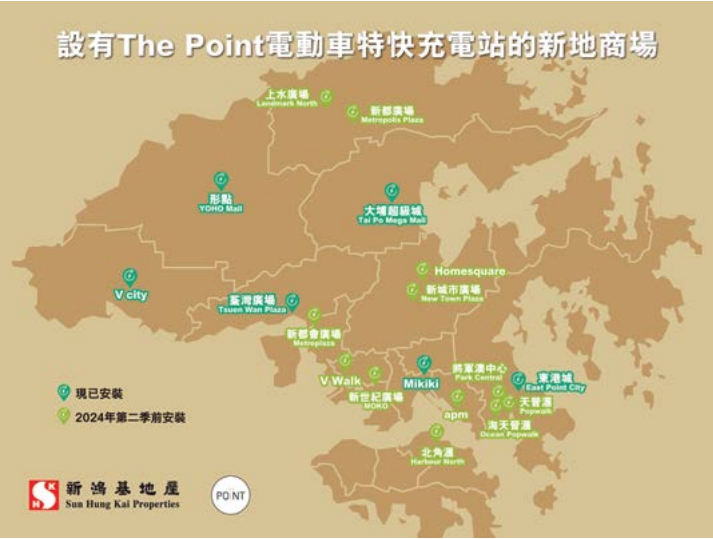 設有The Point電動車特快充電站的新地商場
上水廣場
Landmark North
新都廣場
Metropolis Plaza
形點
YOHO Mall
大埔超級城
Tai Po Mega Mall
Homesquare
新城市廣場
New Town Plaza
V city
荃灣廣場
Tsuen Wan Plaza
新都會廣場
Metroplaza
V Walk
新世紀廣場
MOKO
Mikiki
將軍澳中心
Park Central
東港城
East Point City
apm
天晉滙
Popwalk
海天晉滙
Ocean Popwalk
北角滙
Harbour North
現已安裝
2024年第二季前安裝
SHK
新鴻基地產
Sun Hung Kai Properties
POINT